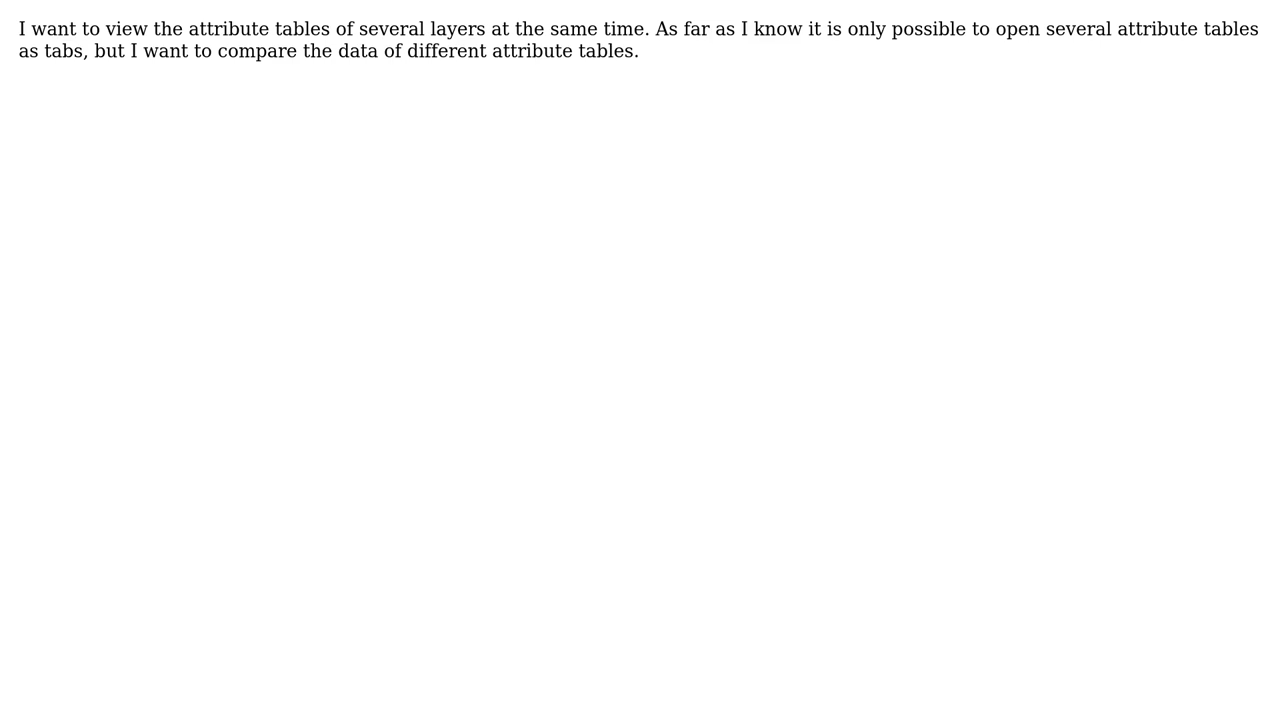 I want to view the attribute tables of several layers at the same time. As far as I know it is only possible to open several attribute tables
as tabs, but I want to compare the data of different attribute tables.